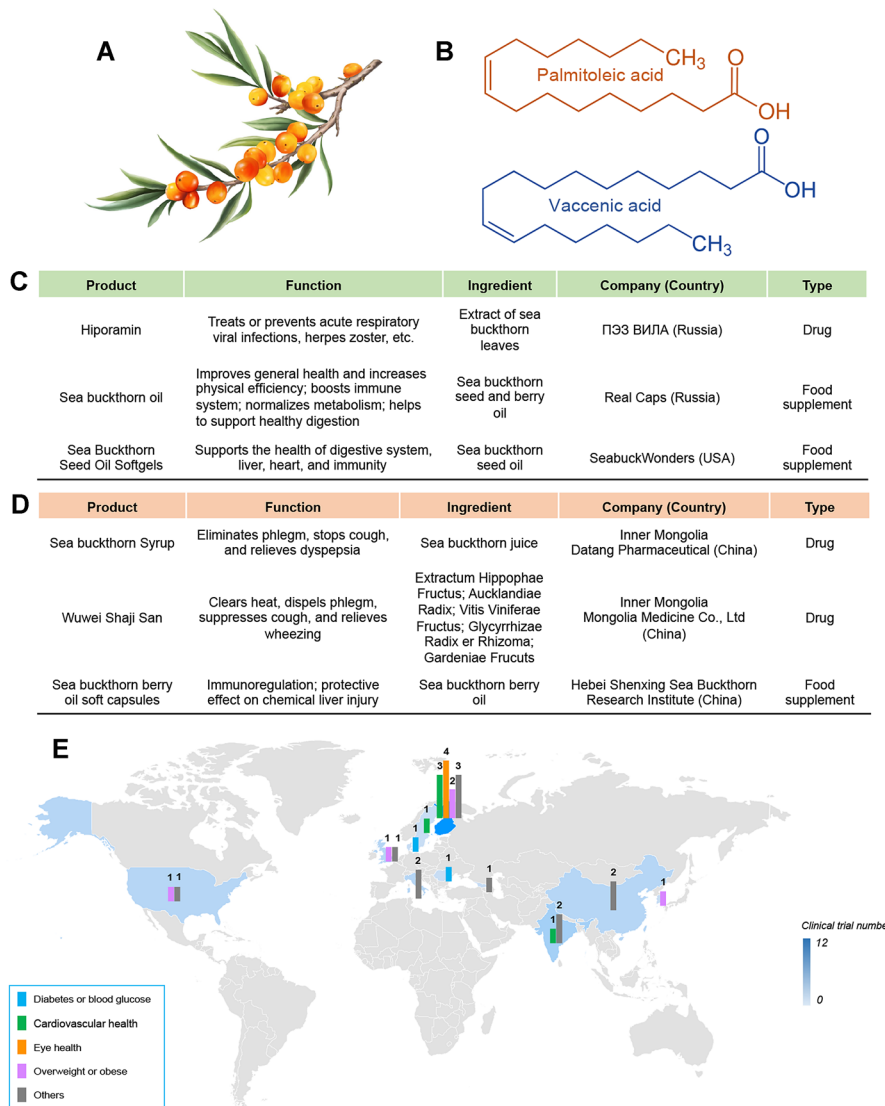 A
B
CH3
O
Palmitoleic acid
OH
O
OH
Vaccenic acid
CH3
C
Product Function Ingredient Company (Country) Type
Hiporamin
Treats or prevents acute respiratory
viral infections, herpes zoster, etc.
Extract of sea
buckthorn
leaves
ПЭЗ ВИЛА (Russia)
Drug
Sea buckthorn oil
Improves general health and increases
physical efficiency; boosts immune
system; normalizes metabolism; helps
to support healthy digestion
Sea buckthorn
seed and berry
oil
Real Caps (Russia)
Food
supplement
Sea Buckthorn
Seed Oil Softgels
Supports the health of digestive system,
liver, heart, and immunity
Sea buckthorn
seed oil
SeabuckWonders (USA)
Food
supplement
D
Product Function Ingredient Company (Country) Type
Sea buckthorn Syrup
Eliminates phlegm, stops cough,
and relieves dyspepsia
Sea buckthorn juice
Inner Mongolia
Datang Pharmaceutical (China)
Drug
Wuwei Shaji San
Clears heat, dispels phlegm,
suppresses cough, and relieves
wheezing
Extractum Hippophae
Fructus; Aucklandiae
Radix; Vitis Viniferae
Fructus; Glycyrrhizae
Radix er Rhizoma;
Gardeniae Frucuts
Inner Mongolia
Mongolia Medicine Co., Ltd
(China)
Drug
Sea buckthorn berry
oil soft capsules
Immunoregulation; protective
effect on chemical liver injury
Sea buckthorn berry
oil
Hebei Shenxing Sea Buckthorn
Research Institute (China)
Food
supplement
E
4
3 3
2
1
1
1 1
2
1
1
1 1
2
1
1 2
Clinical trial numbe
12
0
Diabetes or blood glucose
Cardiovascular health
Eye health
Overweight or obese
Others